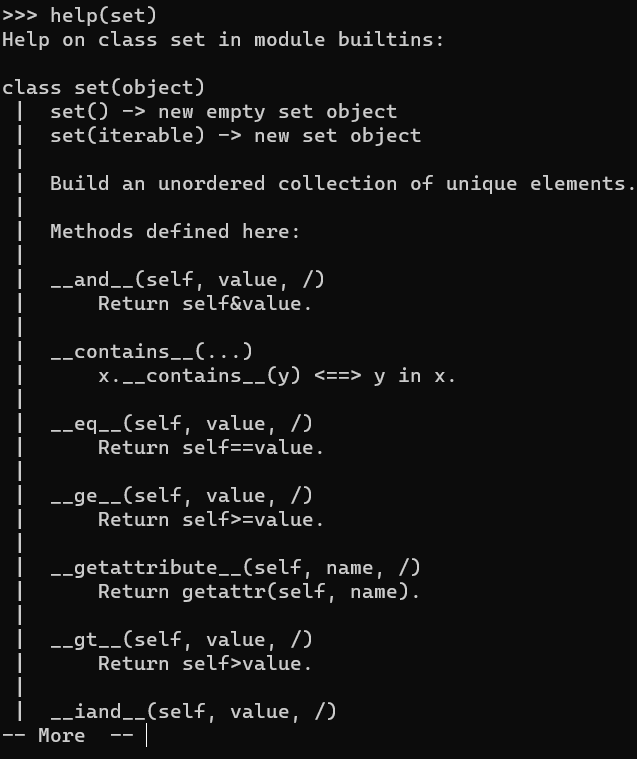 >>> help(set)
Help on class set in module builtins:

class set(object)
 |  set() -> new empty set object
 |  set(iterable) -> new set object
 |
 |  Build an unordered collection of unique elements.
 |
 |  Methods defined here:
 |
 |  __and__(self, value, /)
 |      Return self&value.
 |
 |  __contains__(...)
 |      x.__contains__(y) <==> y in x.
 |
 |  __eq__(self, value, /)
 |      Return self==value.
 |
 |  __ge__(self, value, /)
 |      Return self>=value.
 |
 |  __getattribute__(self, name, /)
 |      Return getattr(self, name).
 |
 |  __gt__(self, value, /)
 |      Return self>value.
 |
 |  __iand__(self, value, /)
-- More  --